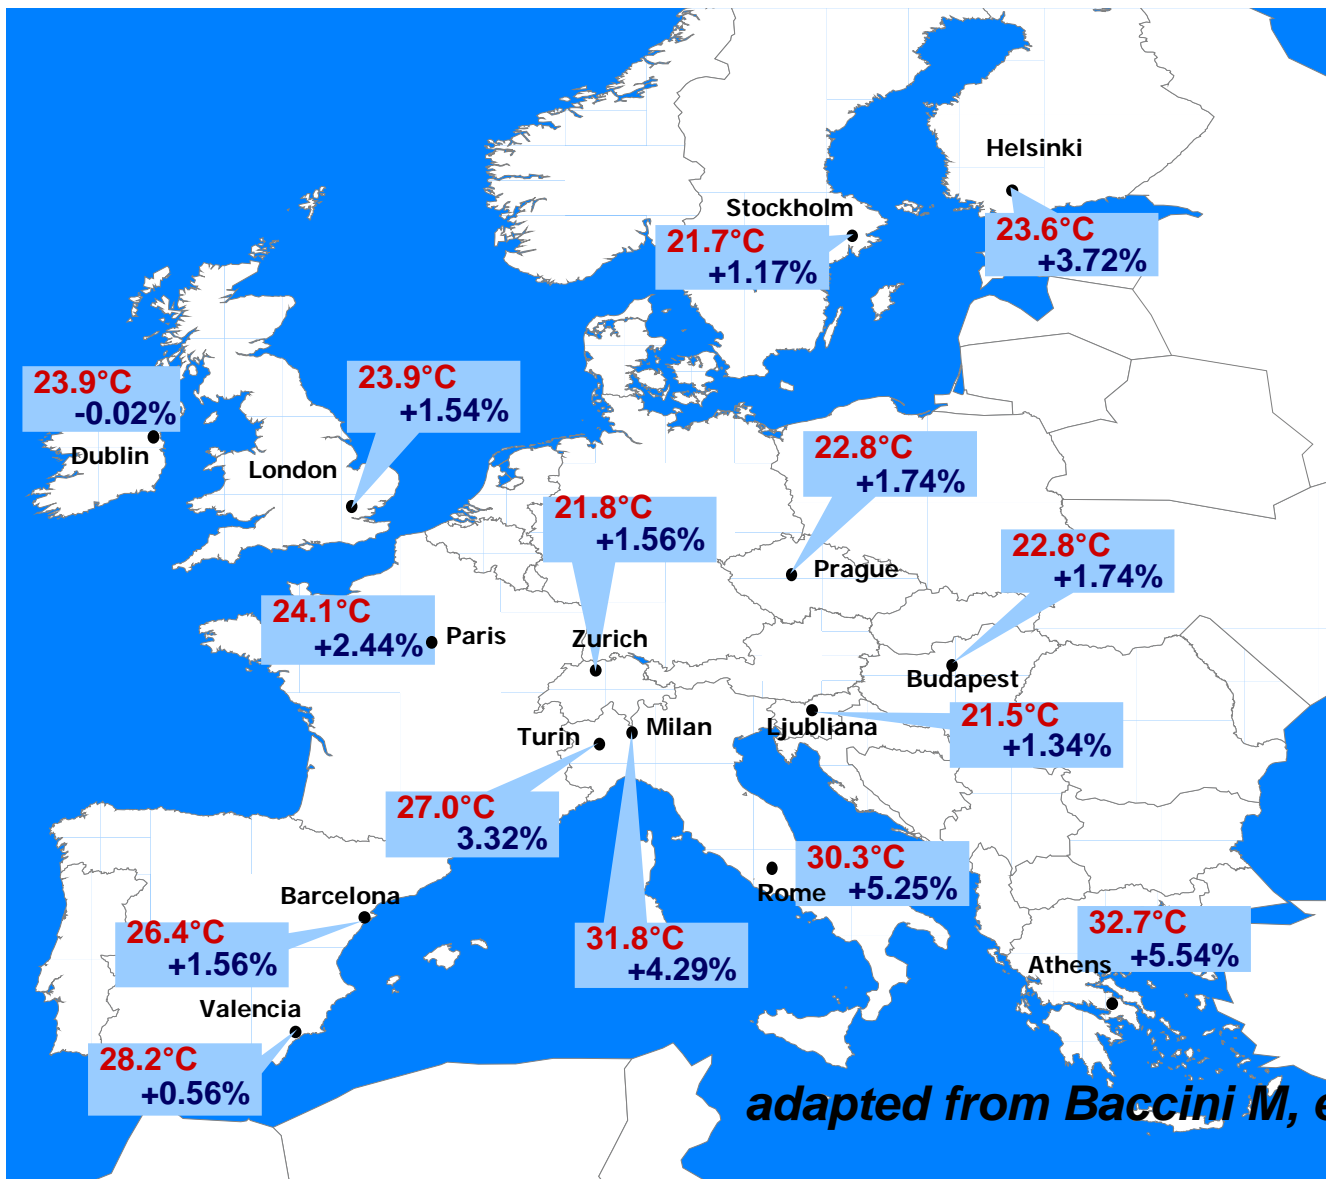 Helsinki
23.6°C
+3.72%
Stockholm
21.7°C
+1.17%
23.9°C
-0.02%
Dublin
23.9°C
+1.54%
London
22.8°C
+1.74%
Prague
21.8°C
+1.56%
Zurich
22.8°C
+1.74%
Budapest
24.1°C
+2.44%
Paris
21.5°C
+1.34%
Ljubliana
Turin
Milan
27.0°C
3.32%
30.3°C
+5.25%
Rome
Barcelona
26.4°C
+1.56%
31.8°C
+4.29%
32.7°C
+5.54%
Athens
Valencia
28.2°C
+0.56%
adapted from Baccini M, e